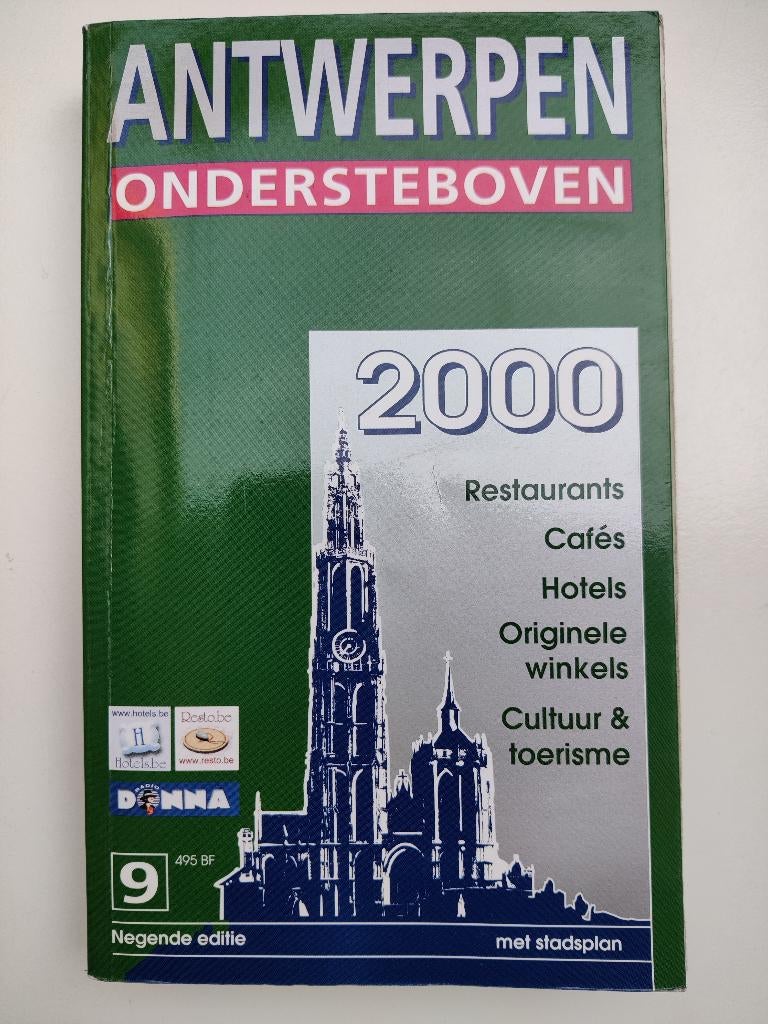 ANTWERPEN
ONDERSTEBOVEN
2000
Restaurants
Cafés
Hotels
Originele
winkels
Cultuur &
toerisme
www.hotels.be
H
Hotels.be
Resto.be
www.resto.be
RADIO
DONNA
9
495 BF
Negende editie
met stadsplan